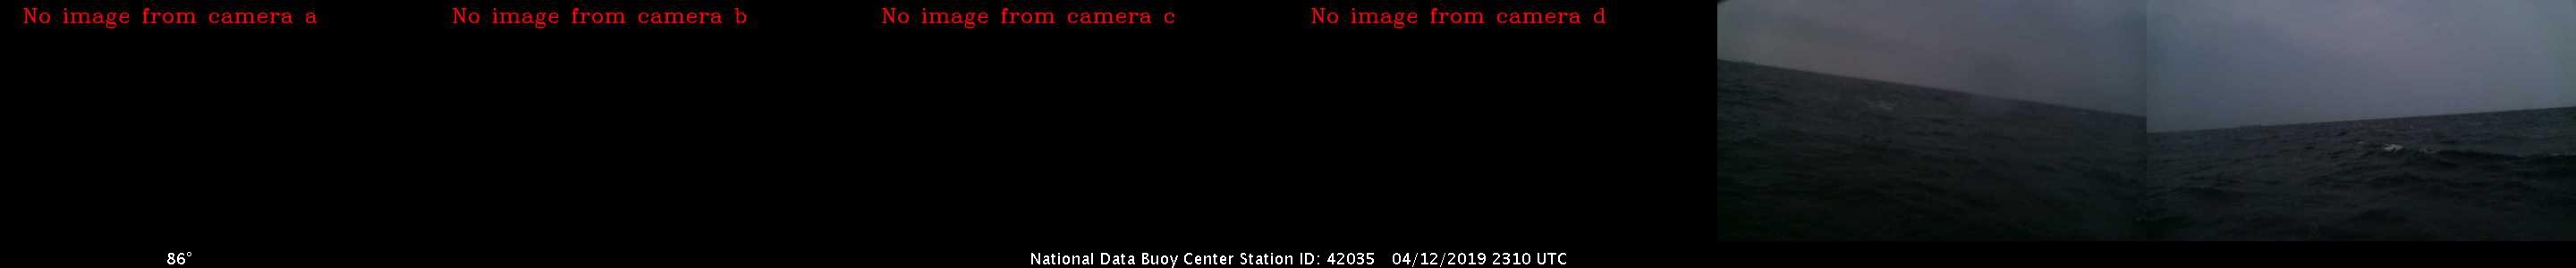 No image from camera a
No image from camera b
No image from camera c
No image from camera d
86°
National Data Buoy Center Station ID: 42035 04/12/2019 2310 UTC